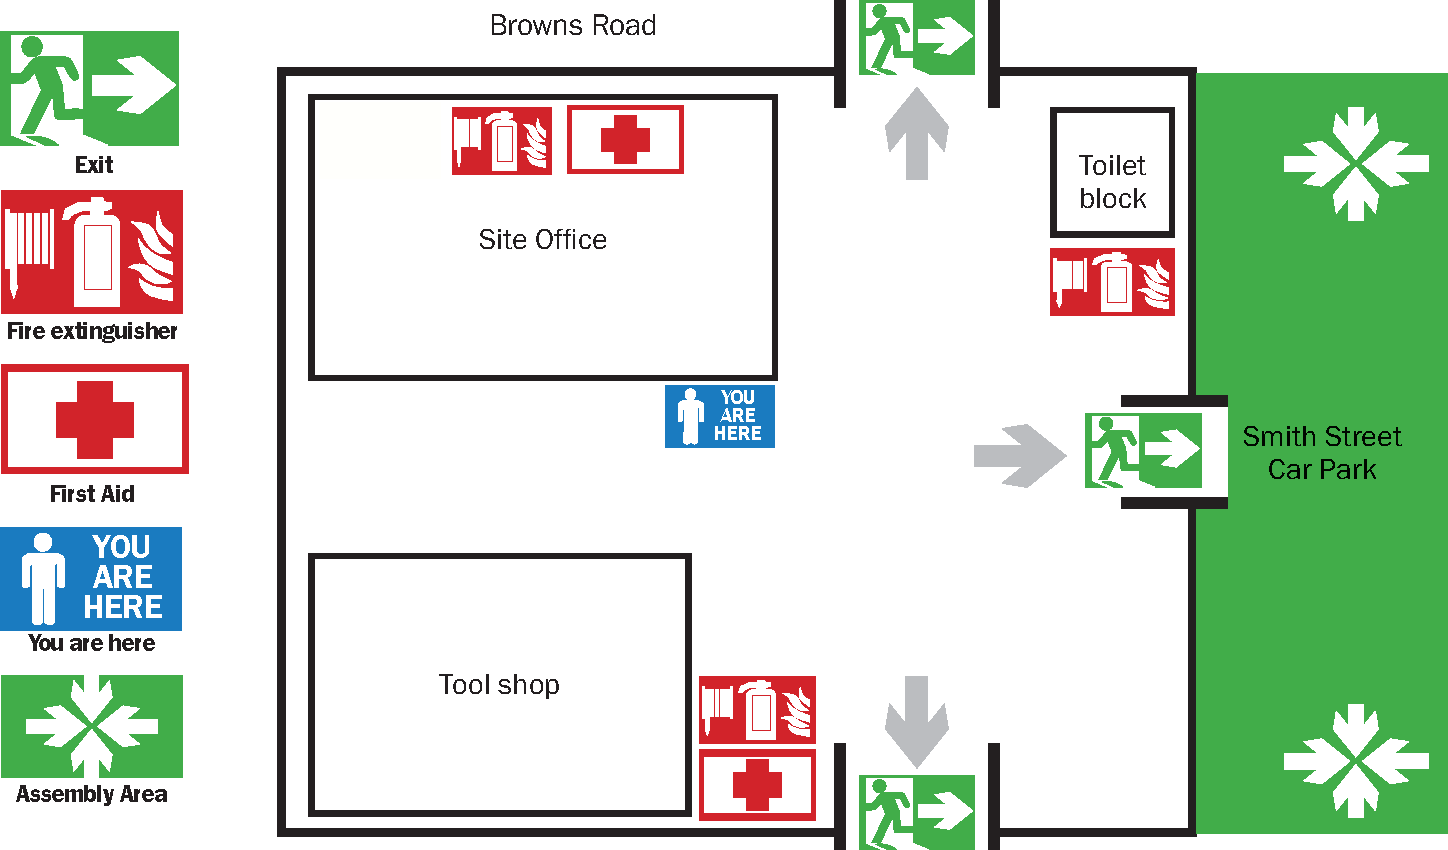 Browns Road
Exit
Fire extinguisher
First Aid
YOU
ARE
HERE
You are here
Assembly Area
Site Office
YOU
ARE
HERE
Tool shop
Toilet
block
Smith Street
Car Park